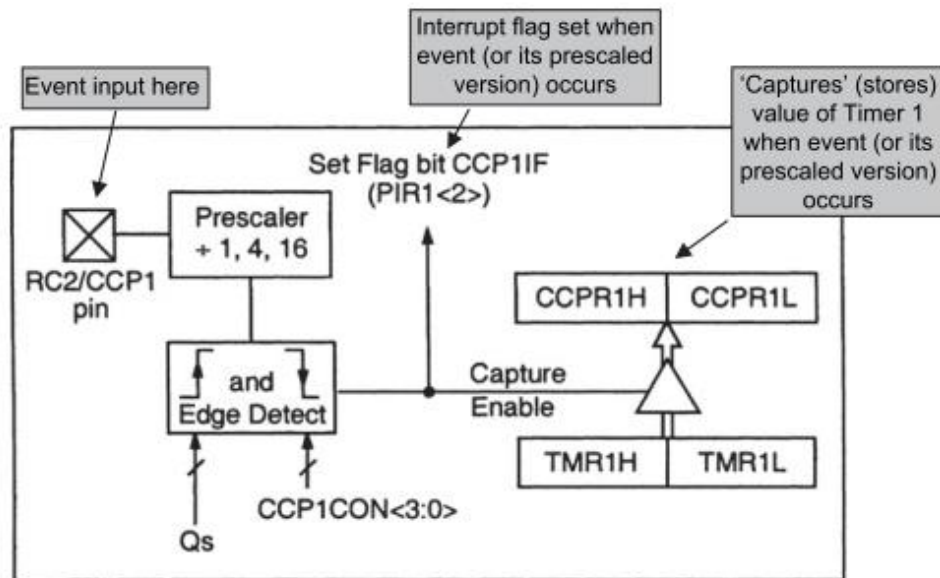 Interrupt flag set when
event (or its prescaled
version) occurs
Event input here
‘Captures’ (stores)
value of Timer 1
when event (or its
prescaled version)
occurs
Set Flag bit CCP1IF
(PIR1<2>)
Prescaler
÷ 1, 4, 16
RC2/CCP1
pin
CCPR1H CCPR1L
and
Edge Detect
Capture
Enable
TMR1H TMR1L
CCP1CON<3:0>
Qs